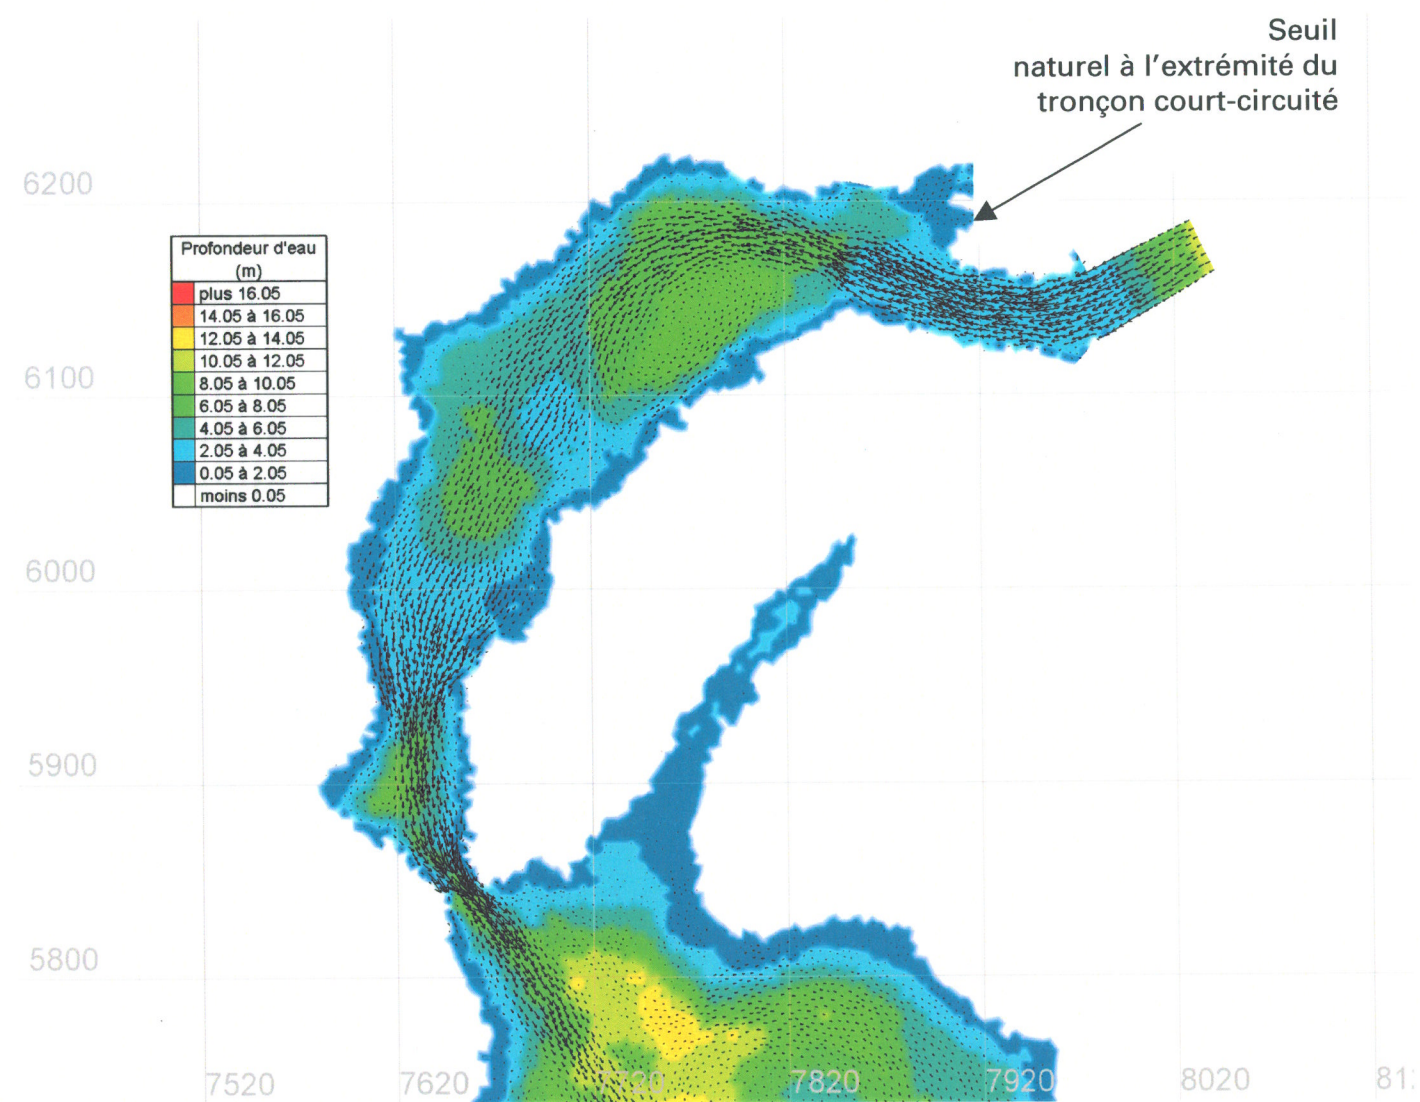 Seuil
naturel à l'extrémité du
tronçon court-circuité
6200
Profondeur d'eau
(m)
plus 16.05
14.05 à 16.05
12.05 à 14.05
10.05 à 12.05
8.05 à 10.05
6.05 à 8.05
4.05 à 6.05
2.05 à 4.05
0.05 à 2.05
moins 0.05
6100
6000
5900
5800
7520
7620
7720
7820
7920
8020